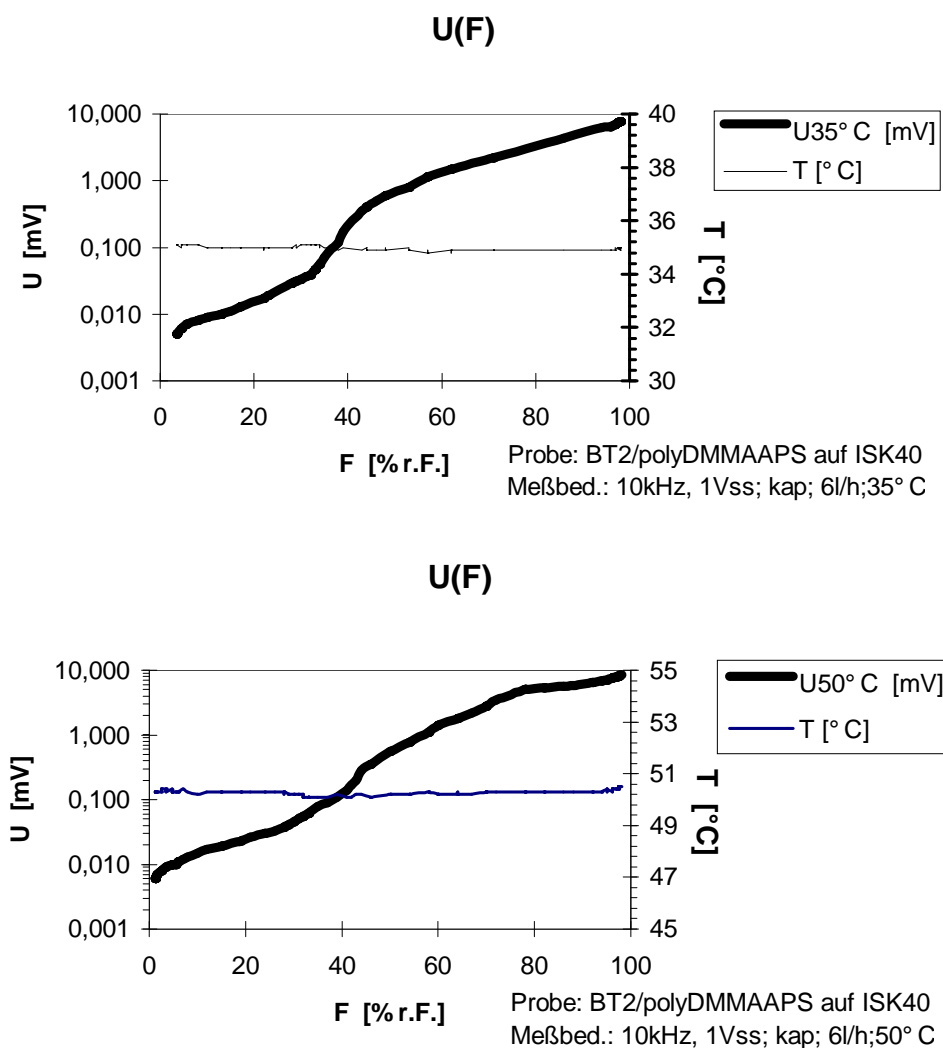 U(F)
10,000
1,000
0,100
0,010
0,001
U [mV]
40
38
36
34
32
30
T [°C]
U35°C [mV]
T [°C]
0 20 40 60 80 100
F [% r.F.]
Probe: BT2/polyDMMAAPS auf ISK40
Meßbed.: 10kHz, 1Vss; kap; 6l/h;35°C
U(F)
10,000
1,000
0,100
0,010
0,001
U [mV]
55
53
51
49
47
45
T [°C]
U50°C [mV]
T [°C]
0 20 40 60 80 100
F [% r.F.]
Probe: BT2/polyDMMAAPS auf ISK40
Meßbed.: 10kHz, 1Vss; kap; 6l/h;50°C